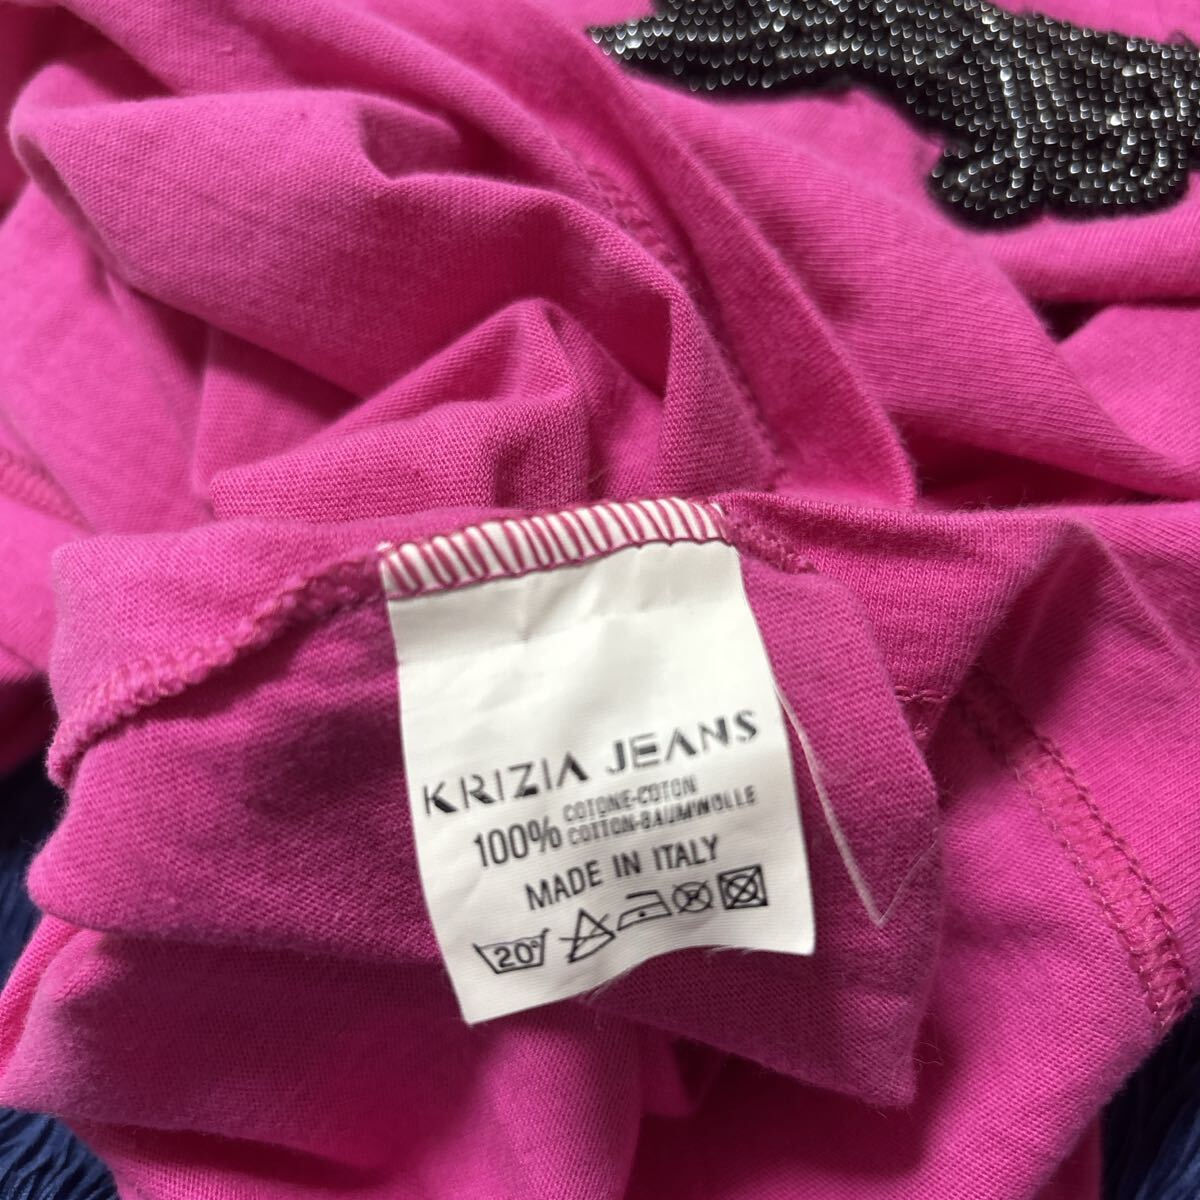 KRIZIA JEANS
100% COTONE-COTON
COTTON-BAUMWOLLE
MADE IN ITALY
20°